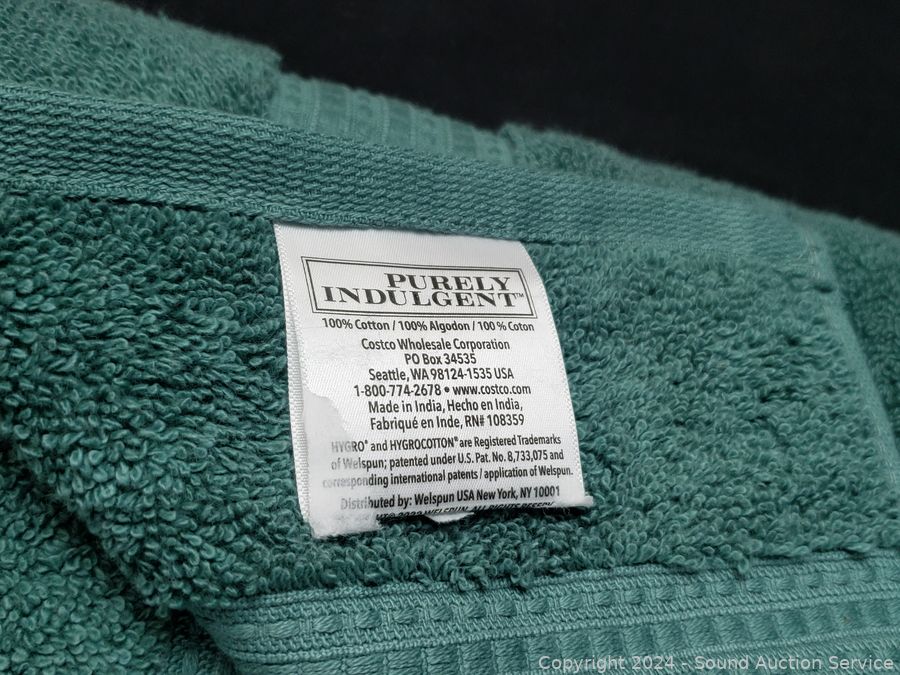 PURELY
INDULGENT™
100% Cotton / 100% Algodon / 100 % Coton
Costco Wholesale Corporation
PO Box 34535
Seattle, WA 98124-1535 USA
1-800-774-2678 • www.costco.com
Made in India, Hecho en India,
Fabriqué en Inde, RN# 108359
HYGRO® and HYGROCOTTON® are Registered Trademarks
of Welspun; patented under U.S. Pat. No. 8,733,075 and
corresponding international patents / application of Welspun.
Distributed by: Welspun USA New York, NY 10001
WELSPUN. ALL RIGHTS
Copyright 2024 - Sound Auction Service